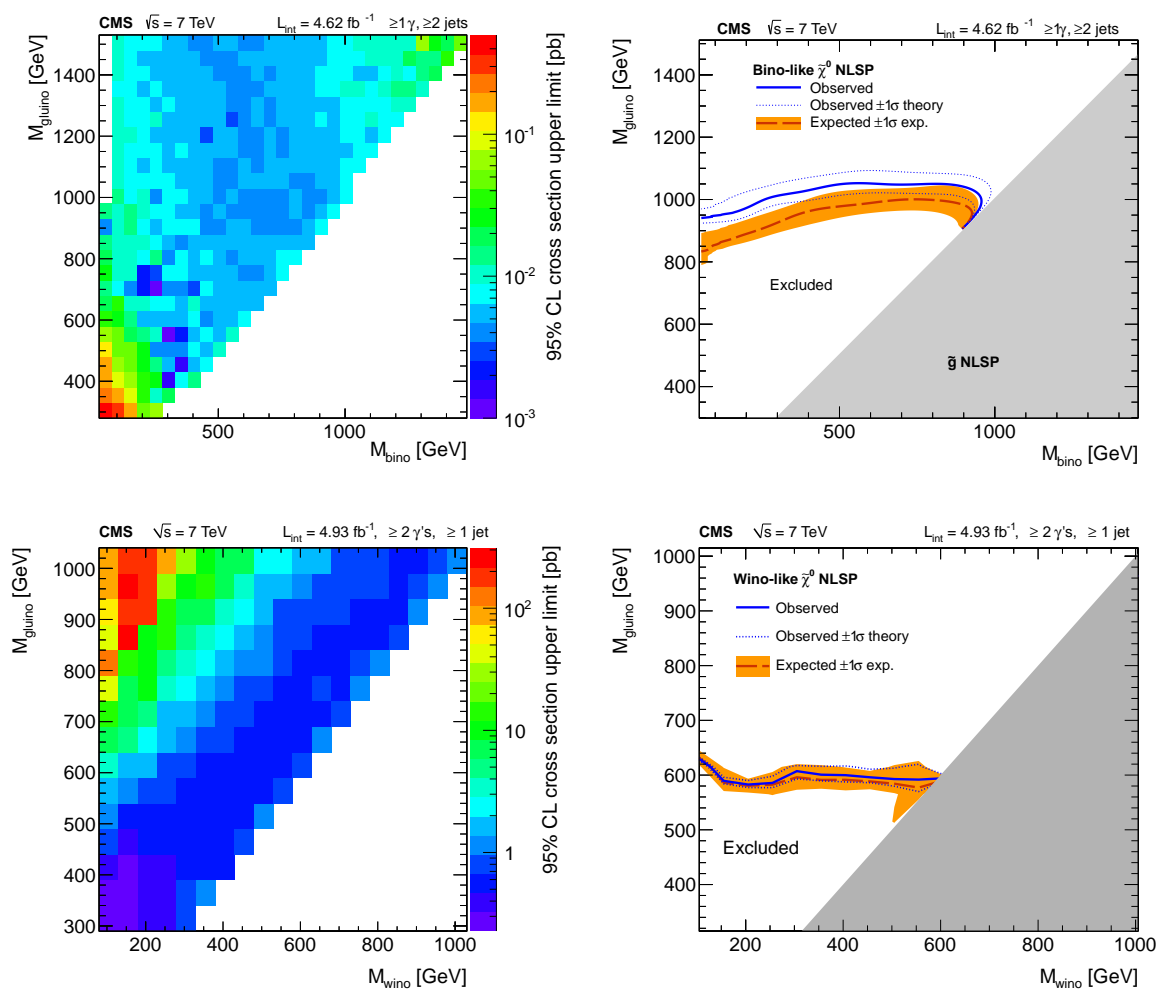 CMS √s = 7 TeV L_int = 4.62 fb⁻¹ ≥1γ, ≥2 jets
M_gluino [GeV]
1400
1200
1000
800
600
400
500
1000
M_bino [GeV]
10⁻¹
10⁻²
10⁻³
95% CL cross section upper limit [pb]
CMS √s = 7 TeV L_int = 4.62 fb⁻¹ ≥1γ, ≥2 jets
M_gluino [GeV]
Bino-like χ̃⁰ NLSP
Observed
Observed ±1σ theory
Expected ±1σ exp.
1400
1200
1000
800
600
400
Excluded
g̃ NLSP
500
1000
M_bino [GeV]
CMS √s = 7 TeV L_int = 4.93 fb⁻¹, ≥ 2 γ's, ≥ 1 jet
M_gluino [GeV]
1000
900
800
700
600
500
400
300
200
400
600
800
1000
M_wino [GeV]
10²
10
1
95% CL cross section upper limit [pb]
CMS √s = 7 TeV L_int = 4.93 fb⁻¹, ≥ 2 γ's, ≥ 1 jet
M_gluino [GeV]
Wino-like χ̃⁰ NLSP
Observed
Observed ±1σ theory
Expected ±1σ exp.
1000
900
800
700
600
500
400
Excluded
200
400
600
800
1000
M_wino [GeV]